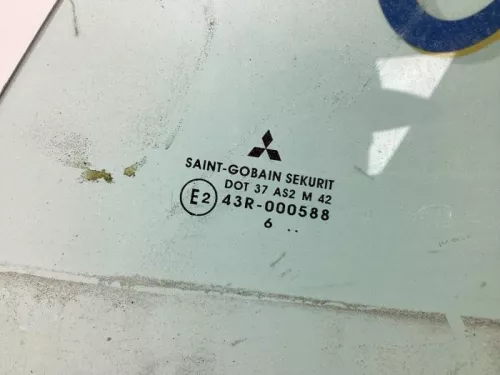 SAINT-GOBAIN SEKURIT
DOT 37 AS2 M 42
E2 43R-000588
6 ..